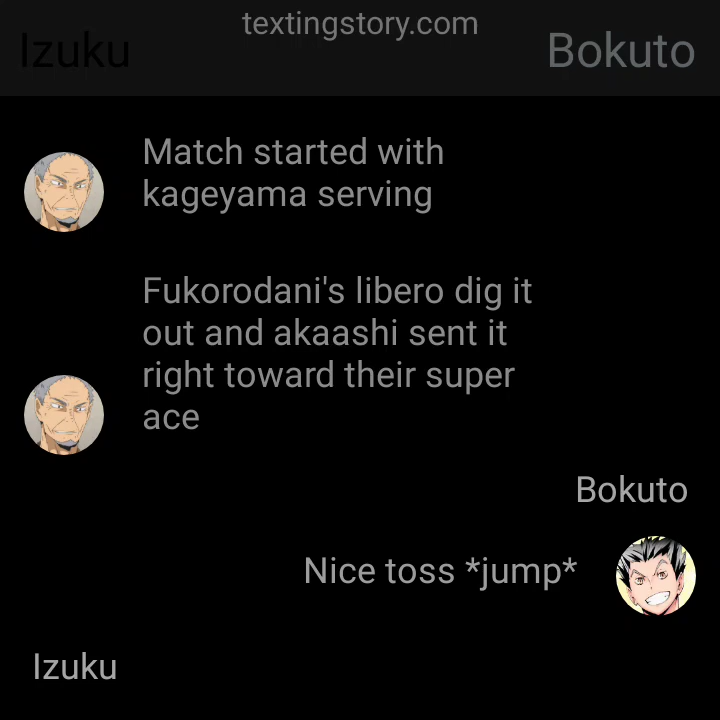 textingstory.com
Izuku
Bokuto
Match started with
kageyama serving
Fukorodani's libero dig it
out and akaashi sent it
right toward their super
ace
Bokuto
Nice toss *jump*
Izuku